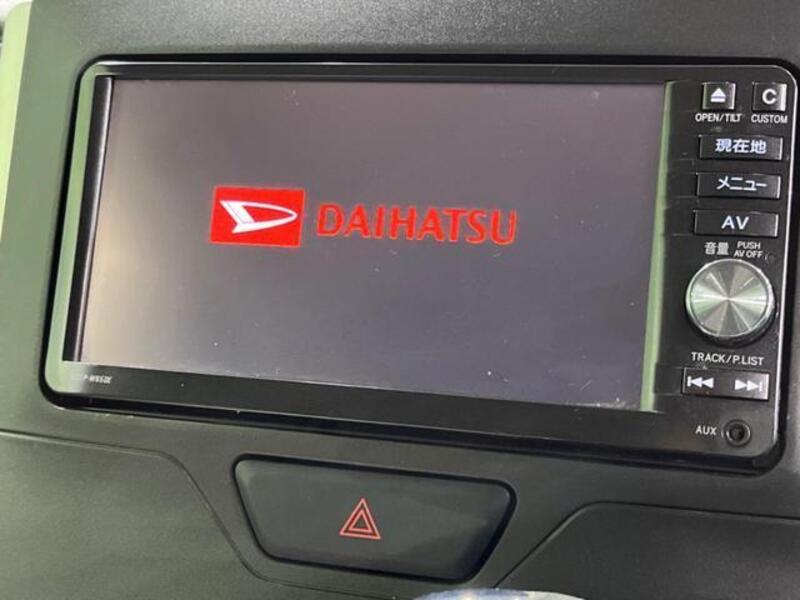 DAIHATSU
OPEN/TILT
C
CUSTOM
現在地
メニュー
AV
音量
PUSH
AV OFF
TRACK/P.LIST
AUX